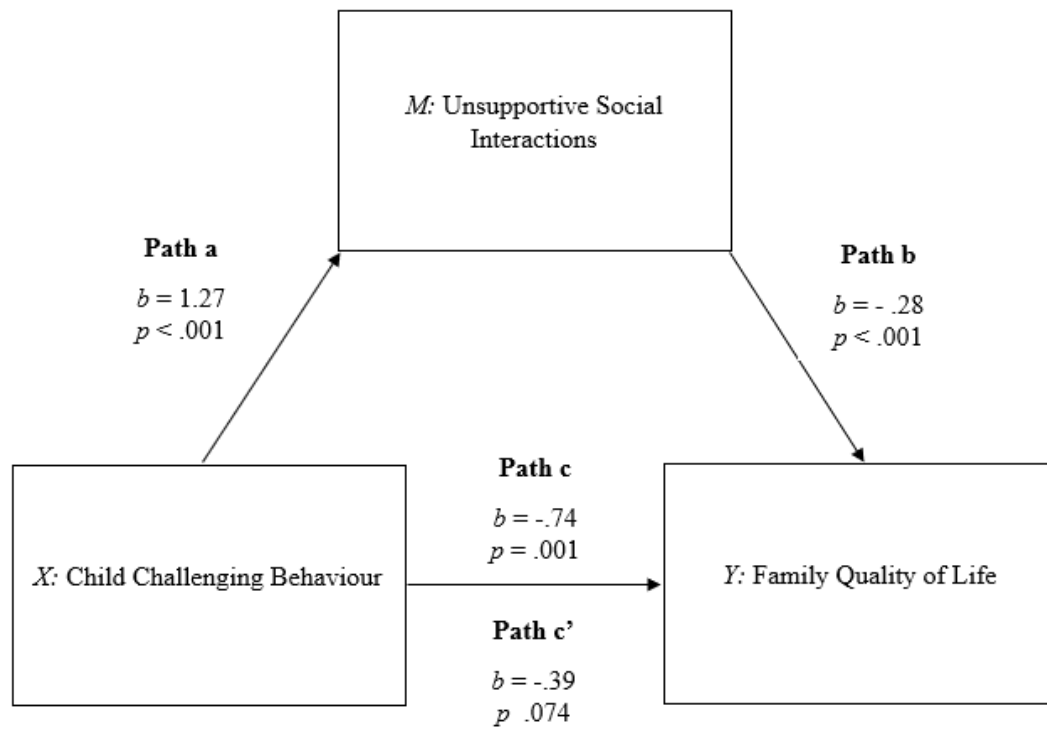 M: Unsupportive Social
Interactions
Path a
b = 1.27
p < .001
Path b
b = - .28
p < .001
Path c
b = -.74
p = .001
X: Child Challenging Behaviour
Y: Family Quality of Life
Path c’
b = -.39
p .074